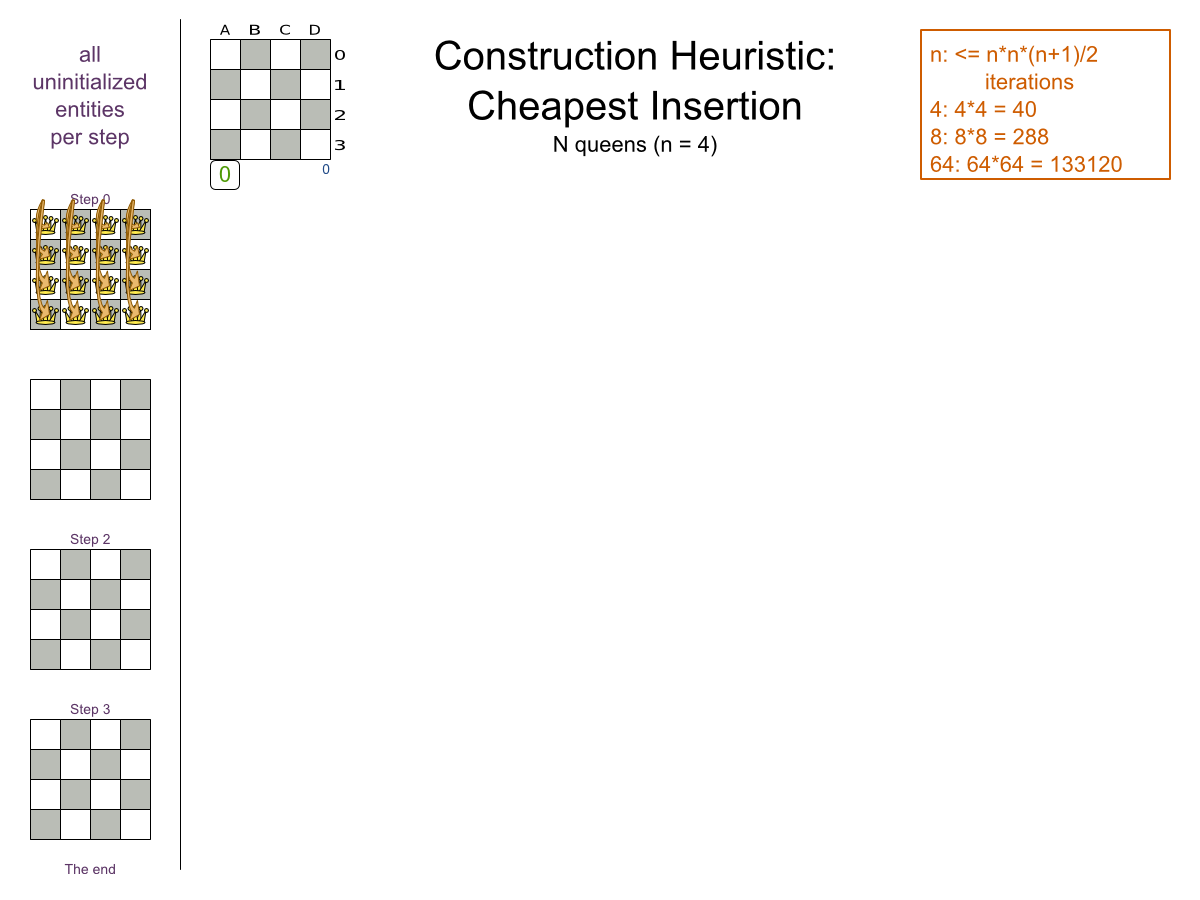 all
uninitialized
entities
per step
Step 0
Step 2
Step 3
The end
A B C D
0
1
2
3
0
0
Construction Heuristic:
Cheapest Insertion
N queens (n = 4)
n: <= n*n*(n+1)/2
iterations
4: 4*4 = 40
8: 8*8 = 288
64: 64*64 = 133120